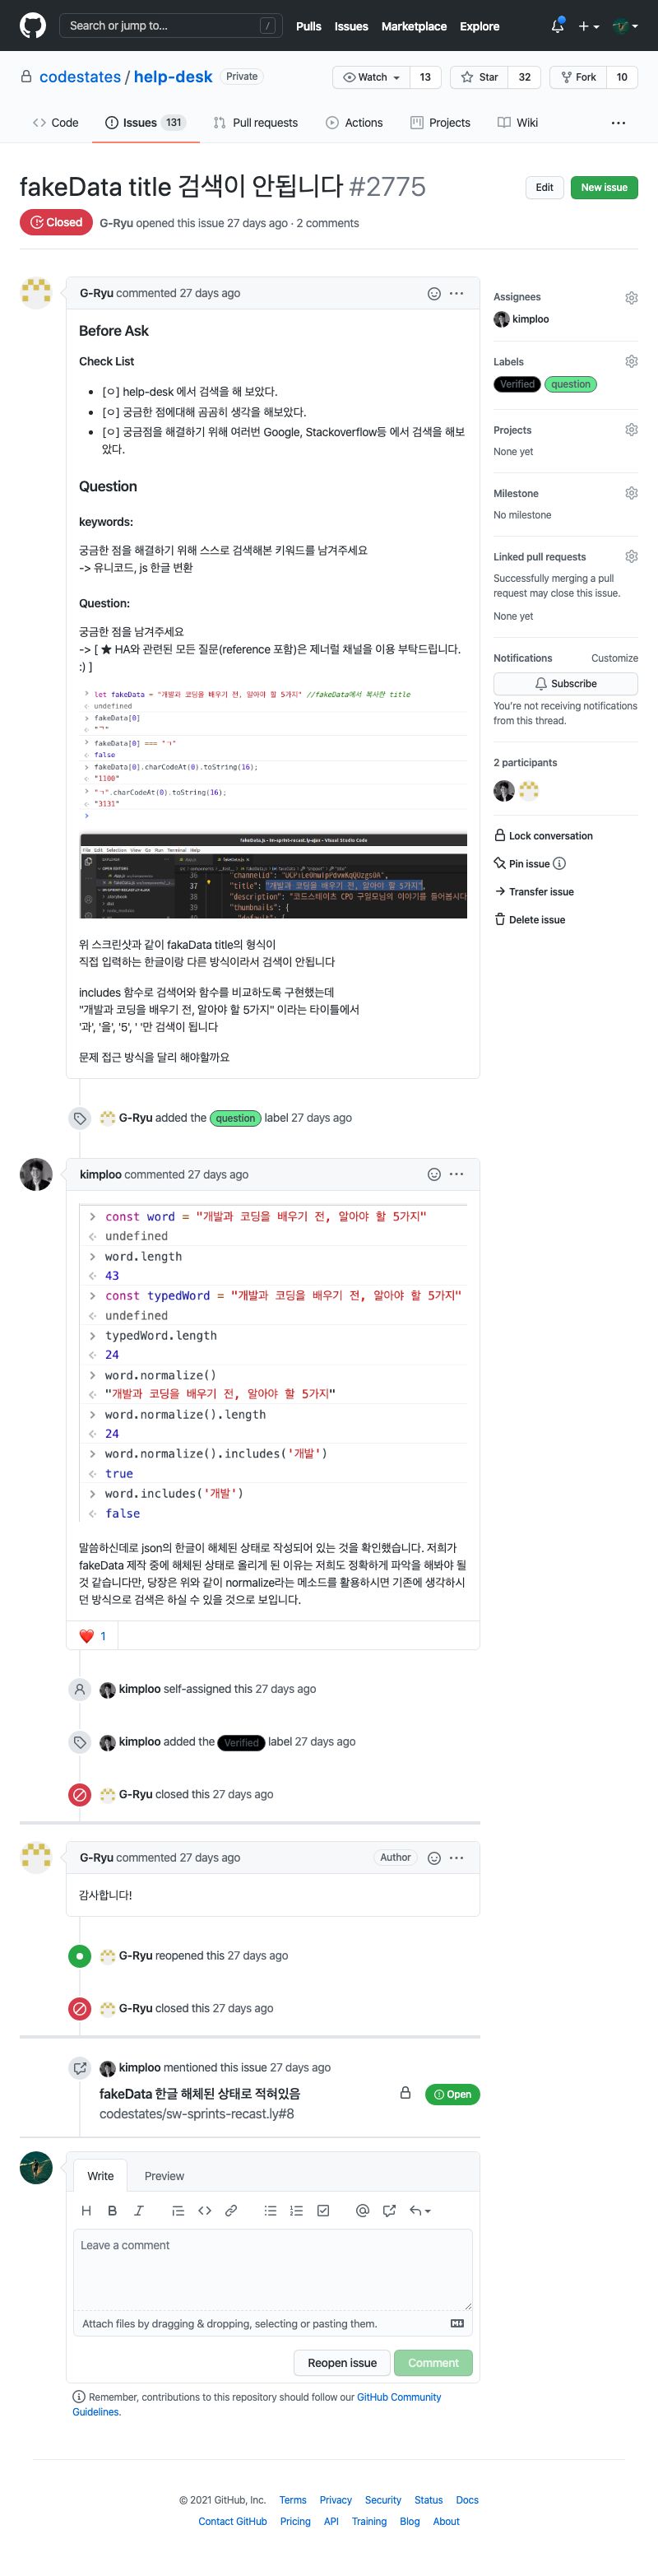 Search or jump to...
/
Pulls
Issues
Marketplace
Explore
codestates / help-desk
Private
Watch
13
Star
32
Fork
10
Code
Issues 131
Pull requests
Actions
Projects
Wiki
fakeData title 검색이 안됩니다 #2775
Edit
New issue
Closed
G-Ryu opened this issue 27 days ago · 2 comments
G-Ryu commented 27 days ago
Before Ask
Check List
[ㅇ] help-desk 에서 검색을 해 보았다.
[ㅇ] 궁금한 점에대해 곰곰히 생각을 해보았다.
[ㅇ] 궁금점을 해결하기 위해 여러번 Google, Stackoverflow등 에서 검색을 해보
았다.
Question
keywords:
궁금한 점을 해결하기 위해 스스로 검색해본 키워드를 남겨주세요
-> 유니코드, js 한글 변환
Question:
궁금한 점을 남겨주세요
-> [ ★ HA와 관련된 모든 질문(reference 포함)은 제너럴 채널을 이용 부탁드립니다.
:) ]
let fakeData = "개발과 코딩을 배우기 전, 알아야 할 5가지" //fakeData에서 복사한 title
undefined
fakeData[0]
"ᄀ"
fakeData[0] === "ㄱ"
false
fakeData[0].charCodeAt(0).toString(16);
"1100"
"ㄱ".charCodeAt(0).toString(16);
"3131"
File Edit Selection View Go Run Terminal Help
37
"title": "개발과 코딩을 배우기 전, 알아야 할 5가지",
38
"description": "코드스테이츠 CPO 구일모님의 이야기를 들어봅시다
39
"thumbnails": {
위 스크린샷과 같이 fakaData title의 형식이
직접 입력하는 한글이랑 다른 방식이라서 검색이 안됩니다
includes 함수로 검색어와 함수를 비교하도록 구현했는데
"개발과 코딩을 배우기 전, 알아야 할 5가지" 이라는 타이틀에서
'과', '을', '5', ' '만 검색이 됩니다
문제 접근 방식을 달리 해야할까요
G-Ryu added the question label 27 days ago
kimploo commented 27 days ago
const word = "개발과 코딩을 배우기 전, 알아야 할 5가지"
undefined
word.length
43
const typedWord = "개발과 코딩을 배우기 전, 알아야 할 5가지"
undefined
typedWord.length
24
word.normalize()
"개발과 코딩을 배우기 전, 알아야 할 5가지"
word.normalize().length
24
word.normalize().includes('개발')
true
word.includes('개발')
false
말씀하신데로 json의 한글이 해체된 상태로 작성되어 있는 것을 확인했습니다. 저희가
fakeData 제작 중에 해체된 상태로 올리게 된 이유는 저희도 정확하게 파악을 해봐야 될
것 같습니다만, 당장은 위와 같이 normalize라는 메소드를 활용하시면 기존에 생각하시
던 방식으로 검색은 하실 수 있을 것으로 보입니다.
❤️ 1
kimploo self-assigned this 27 days ago
kimploo added the Verified label 27 days ago
G-Ryu closed this 27 days ago
G-Ryu commented 27 days ago
Author
감사합니다!
G-Ryu reopened this 27 days ago
G-Ryu closed this 27 days ago
kimploo mentioned this issue 27 days ago
fakeData 한글 해체된 상태로 적혀있음
Open
codestates/sw-sprints-recast.ly#8
Write
Preview
Leave a comment
Attach files by dragging & dropping, selecting or pasting them.
Reopen issue
Comment
Remember, contributions to this repository should follow our GitHub Community
Guidelines.
Assignees
kimploo
Labels
Verified
question
Projects
None yet
Milestone
No milestone
Linked pull requests
Successfully merging a pull
request may close this issue.
None yet
Notifications
Customize
Subscribe
You're not receiving notifications
from this thread.
2 participants
Lock conversation
Pin issue
Transfer issue
Delete issue
© 2021 GitHub, Inc.
Terms
Privacy
Security
Status
Docs
Contact GitHub
Pricing
API
Training
Blog
About